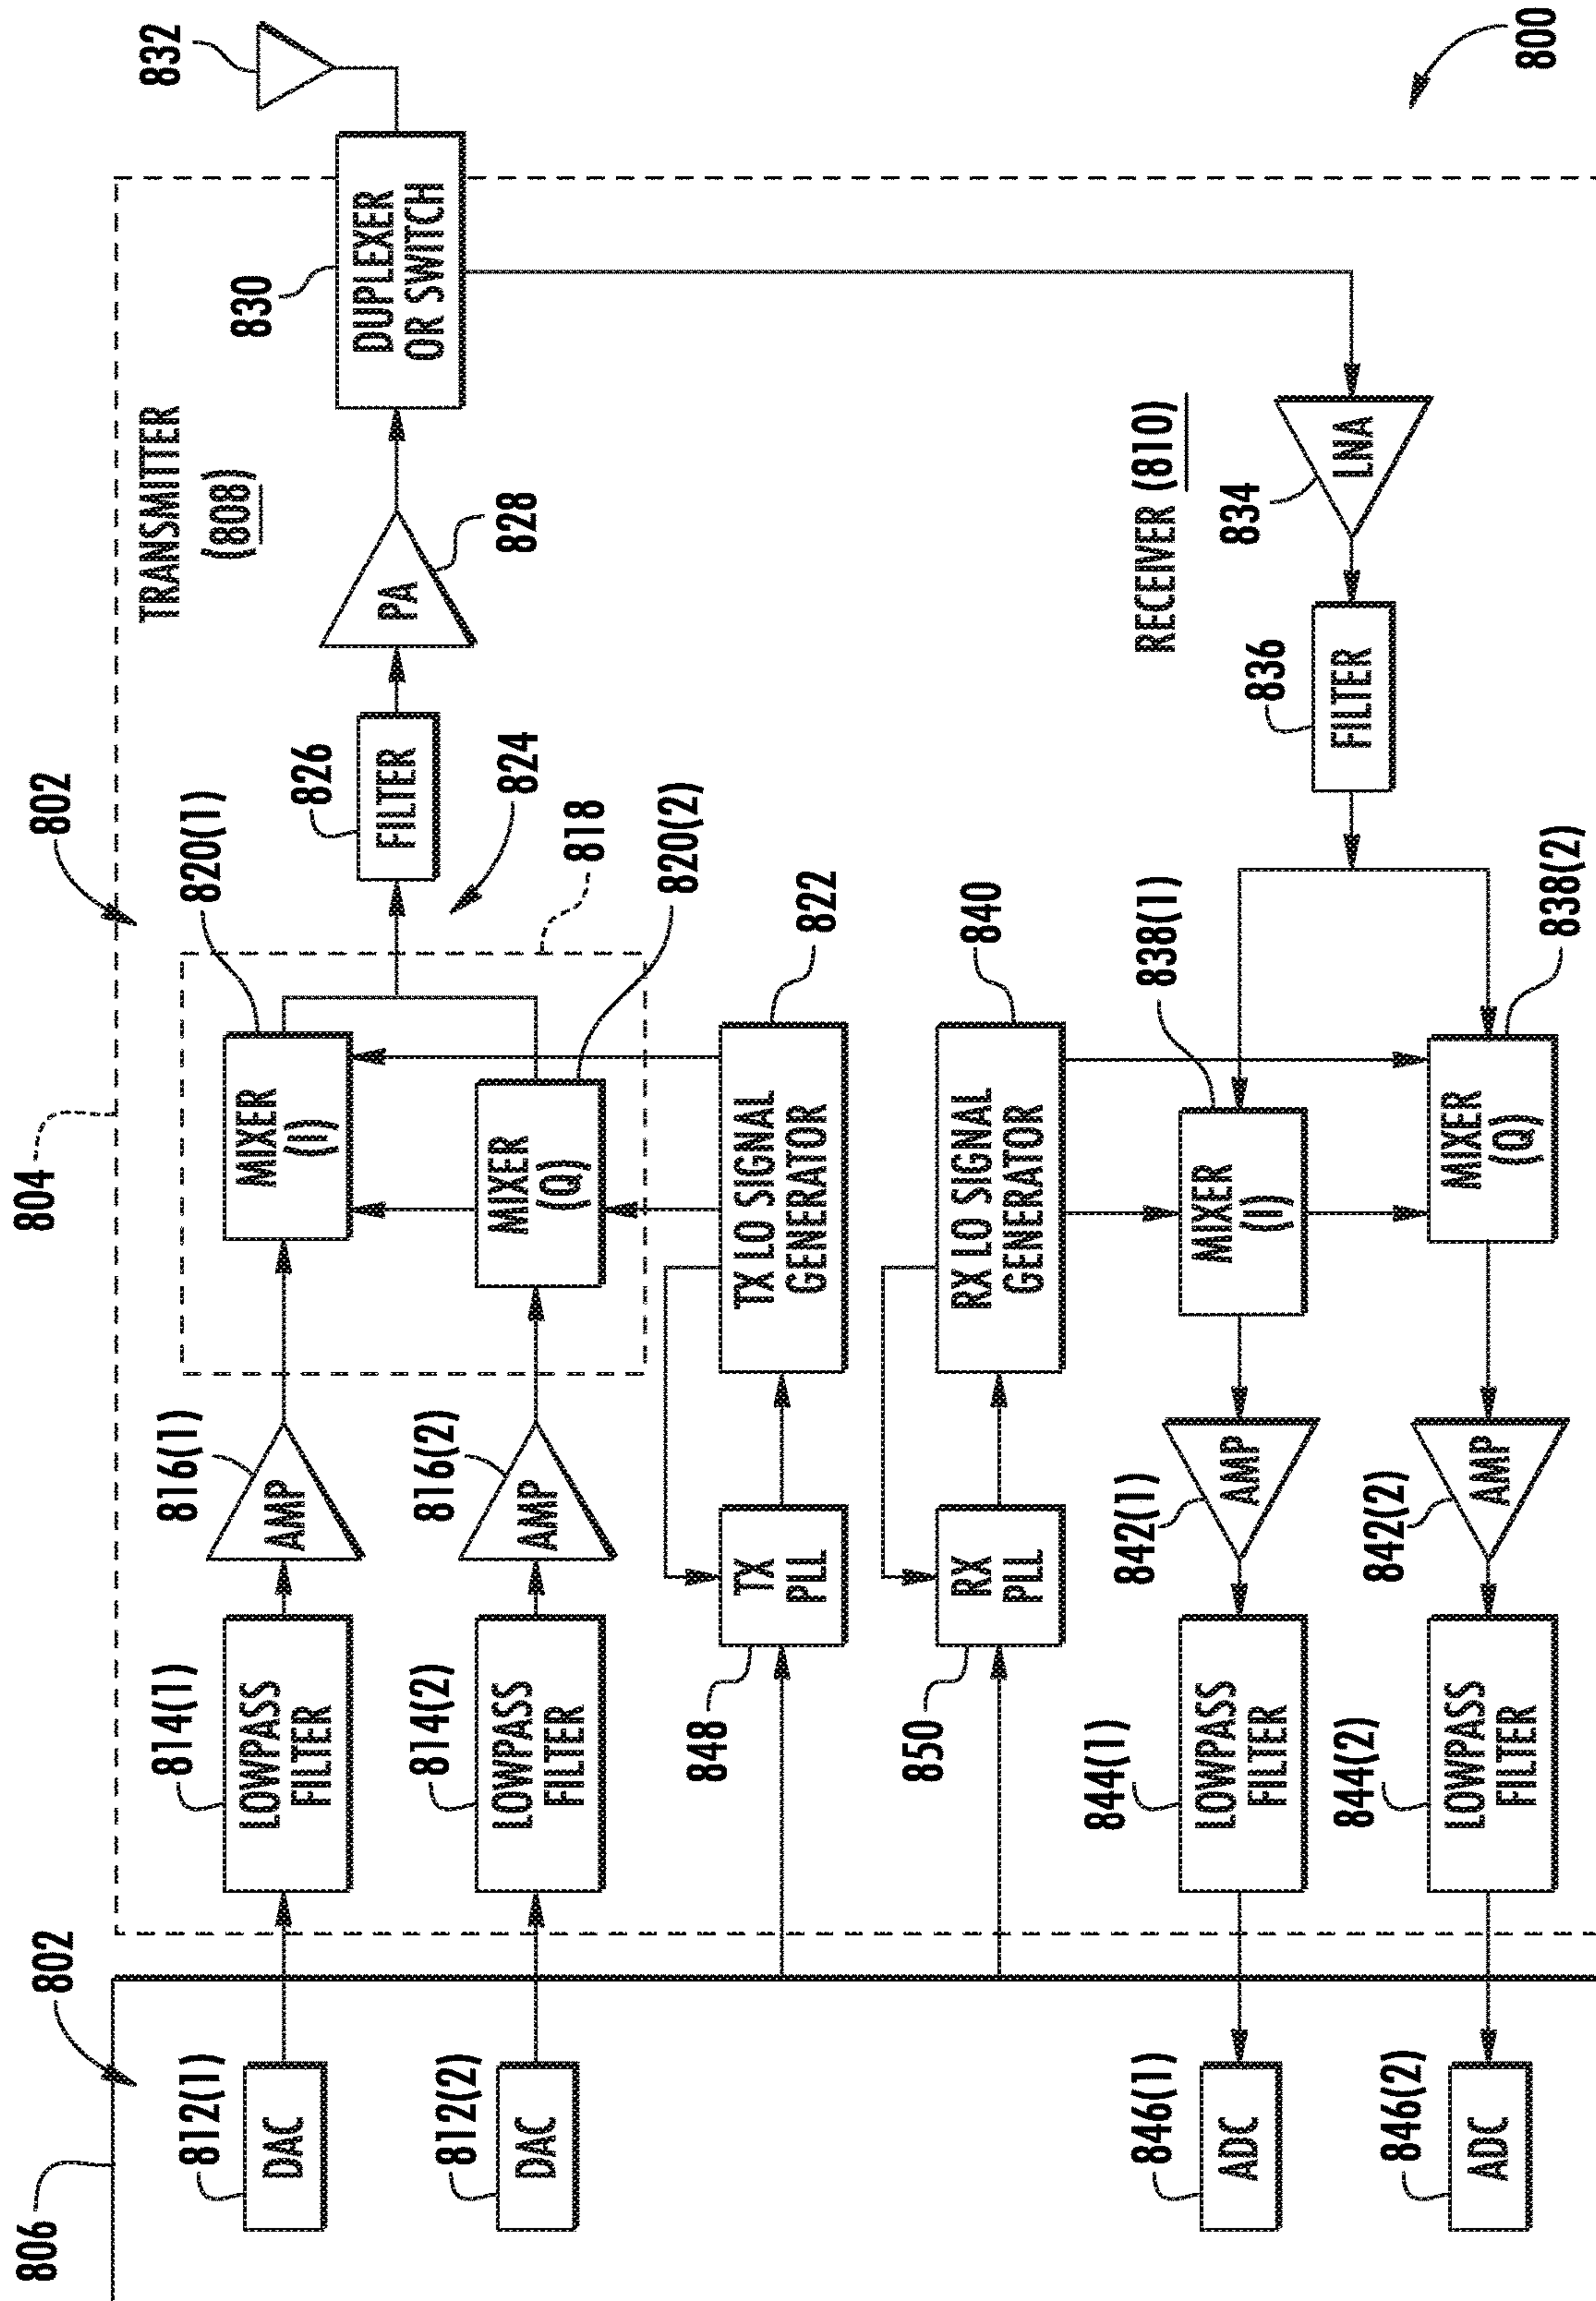 806
802
804
802
832
812(1)
DAC
814(1)
LOWPASS
FILTER
816(1)
AMP
820(1)
MIXER
(I)
826
FILTER
824
PA
828
TRANSMITTER
(808)
830
DUPLEXER
OR SWITCH
812(2)
DAC
814(2)
LOWPASS
FILTER
816(2)
AMP
MIXER
(Q)
818
820(2)
848
TX
PLL
TX LO SIGNAL
GENERATOR
822
850
RX
PLL
RX LO SIGNAL
GENERATOR
840
846(1)
ADC
844(1)
LOWPASS
FILTER
842(1)
AMP
MIXER
(I)
838(1)
836
FILTER
RECEIVER (810)
834
LNA
846(2)
ADC
844(2)
LOWPASS
FILTER
842(2)
AMP
MIXER
(Q)
838(2)
800